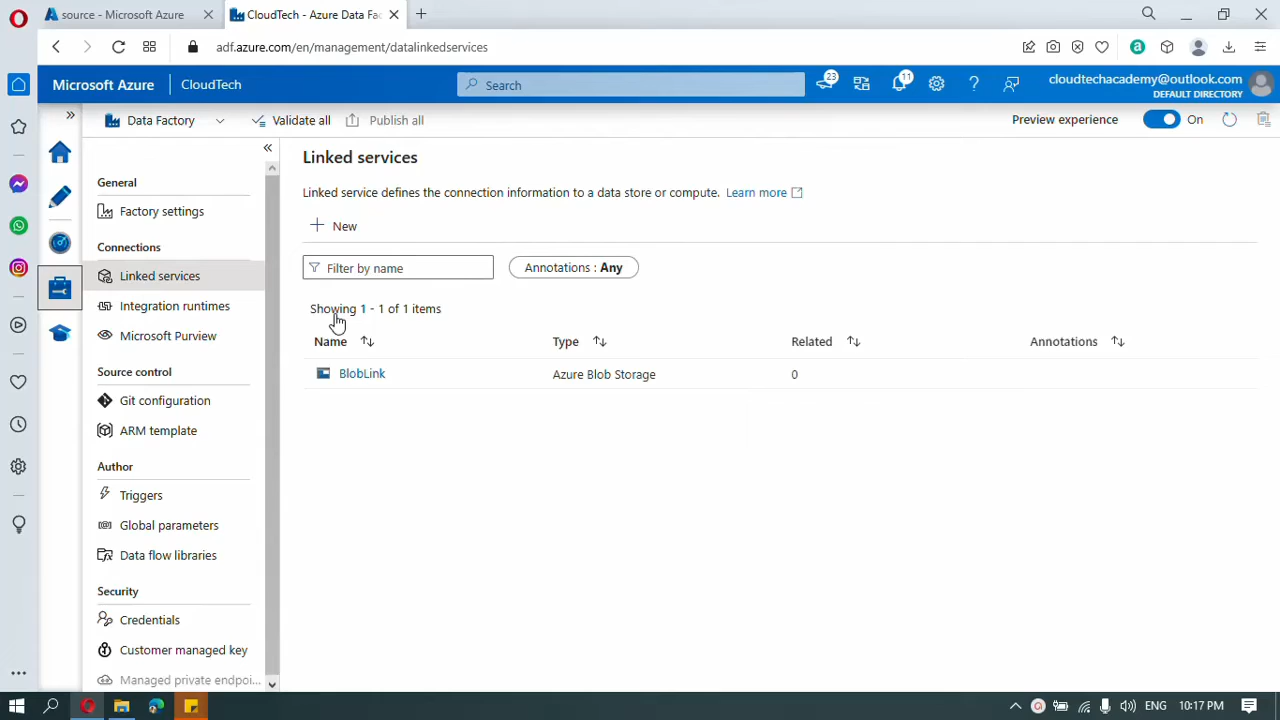 source - Microsoft Azure
CloudTech - Azure Data Fac
adf.azure.com/en/management/datalinkedservices
Microsoft Azure
CloudTech
Search
23
11
cloudtechacademy@outlook.com
DEFAULT DIRECTORY
Data Factory
Validate all
Publish all
Preview experience
On
General
Factory settings
Connections
Linked services
Integration runtimes
Microsoft Purview
Source control
Git configuration
ARM template
Author
Triggers
Global parameters
Data flow libraries
Security
Credentials
Customer managed key
Managed private endpoi...
Linked services
Linked service defines the connection information to a data store or compute. Learn more
New
Filter by name
Annotations : Any
Showing 1 - 1 of 1 items
Name Type Related Annotations
BlobLink Azure Blob Storage 0
ENG 10:17 PM